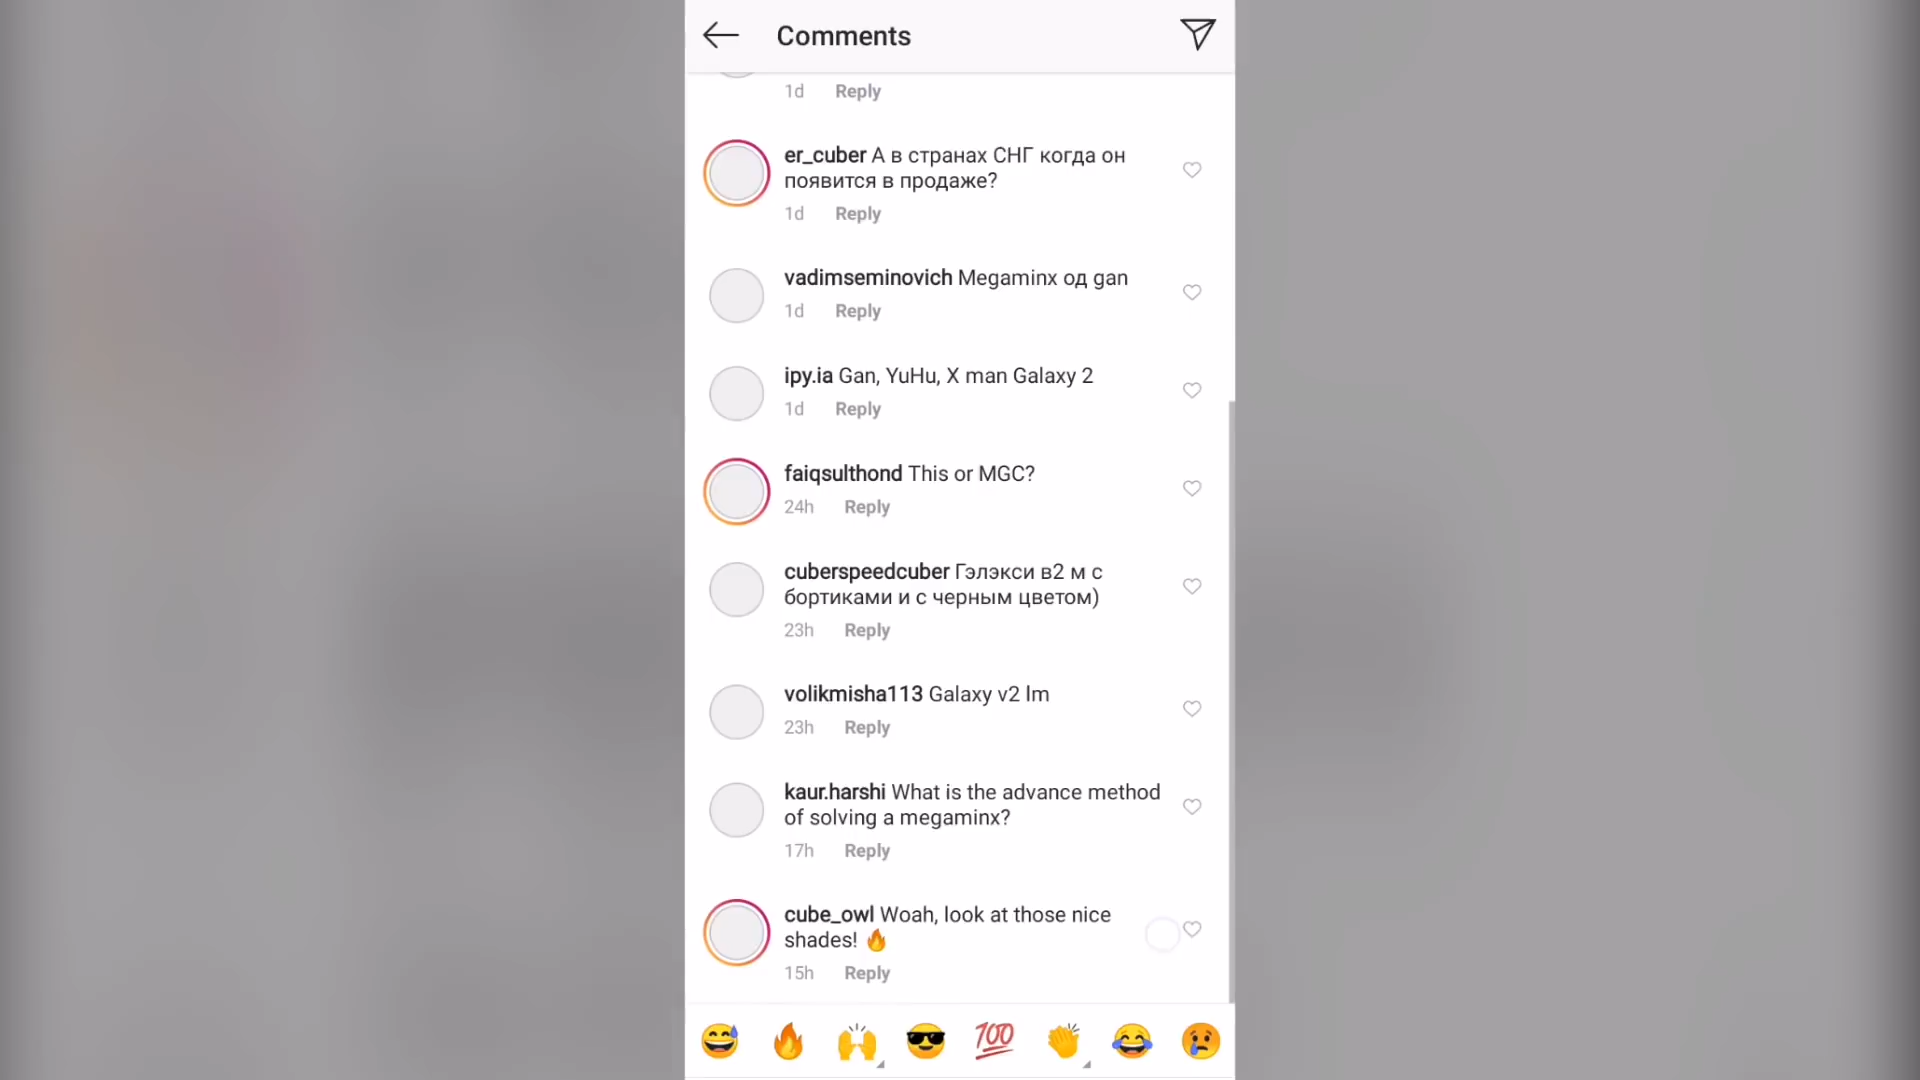 Comments
1d Reply
er_cuber А в странах СНГ когда он
появится в продаже?
1d Reply
vadimseminovich Megaminx од gan
1d Reply
ipy.ia Gan, YuHu, X man Galaxy 2
1d Reply
faiqsulthond This or MGC?
24h Reply
cuberspeedcuber Гэлэкси в2 м с
бортиками и с черным цветом)
23h Reply
volikmisha113 Galaxy v2 lm
23h Reply
kaur.harshi What is the advance method
of solving a megaminx?
17h Reply
cube_owl Woah, look at those nice
shades! 🔥
15h Reply
😅 🔥 🙌 😎 💯 👏 😂 😢